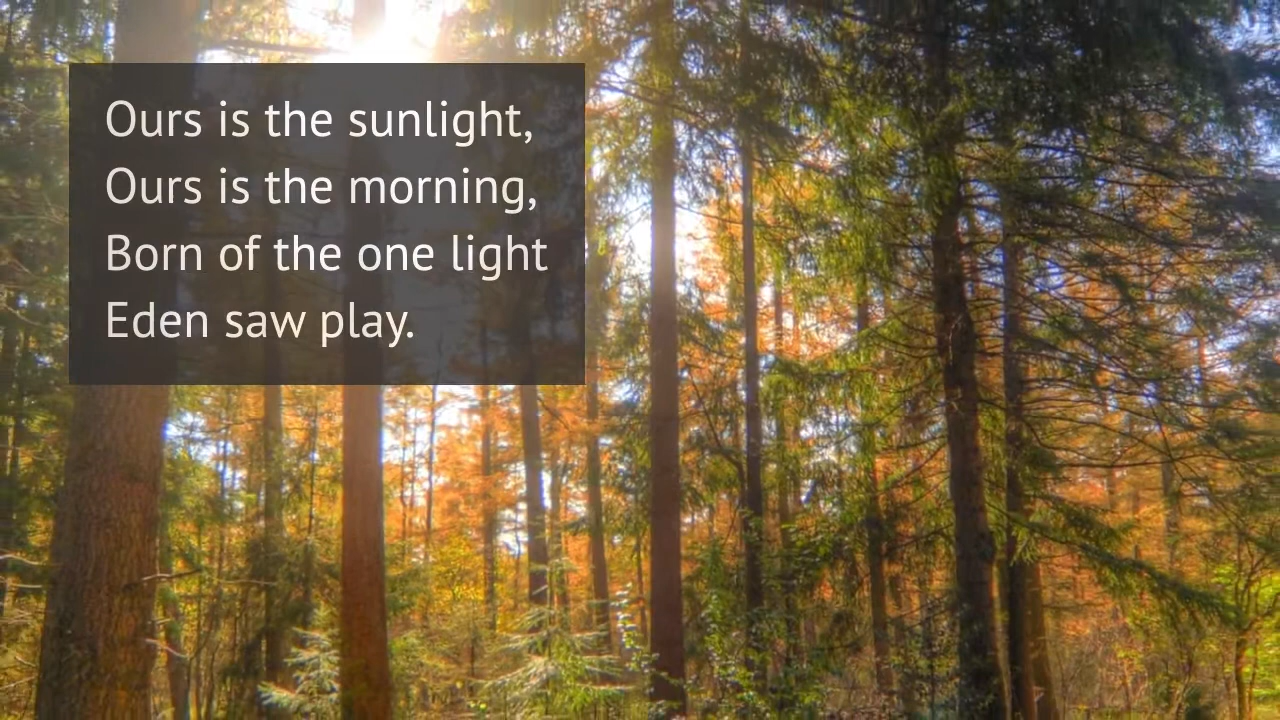 Ours is the sunlight,
Ours is the morning,
Born of the one light
Eden saw play.